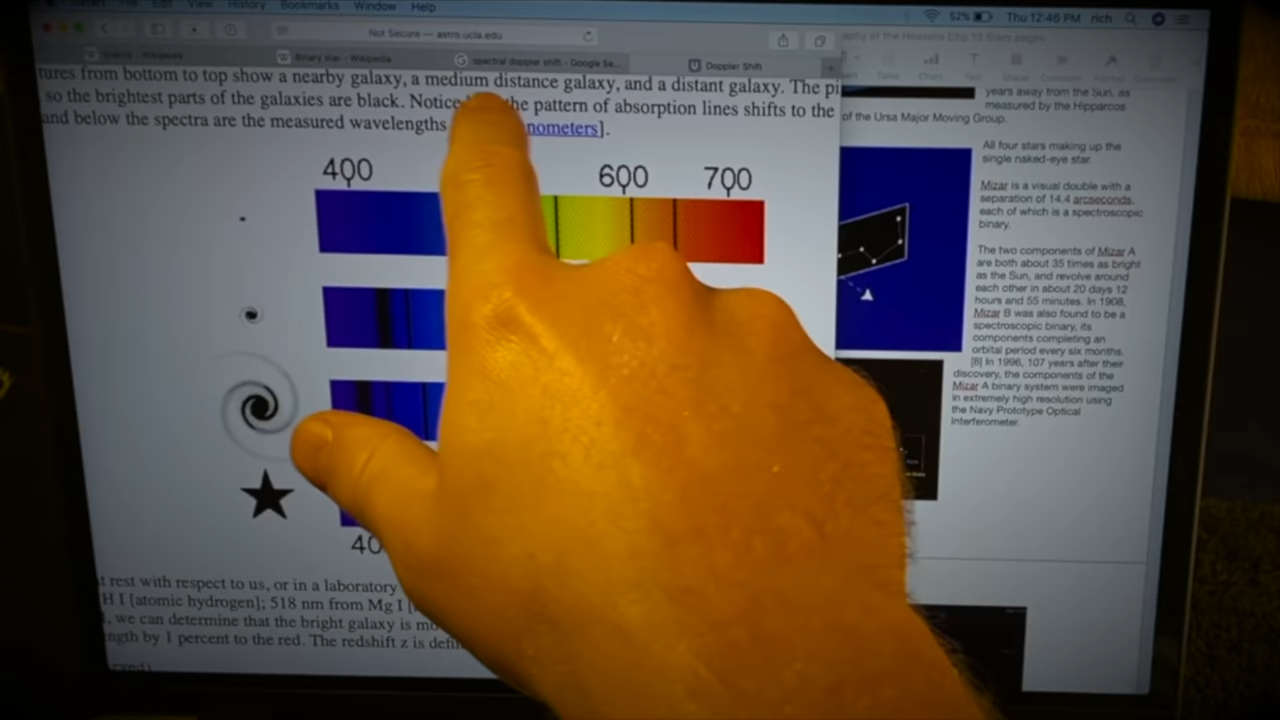 View History Bookmarks Window Help
52% Thu 12:46 PM rich
Not Secure — astro.ucla.edu
Binary star - Wikipedia
spectral doppler shift - Google Se...
Doppler Shift
tures from bottom to top show a nearby galaxy, a medium distance galaxy, and a distant galaxy. The pi
so the brightest parts of the galaxies are black. Notice the pattern of absorption lines shifts to the
and below the spectra are the measured wavelengths nometers].
400
600
700
40
t rest with respect to us, or in a laboratory
H I [atomic hydrogen]; 518 nm from Mg I
, we can determine that the bright galaxy is mo
ngth by 1 percent to the red. The redshift z is defin
years away from the Sun, as
measured by the Hipparcos
of the Ursa Major Moving Group.
All four stars making up the
single naked-eye star.
Mizar is a visual double with a
separation of 14.4 arcseconds,
each of which is a spectroscopic
binary.
The two components of Mizar A
are both about 35 times as bright
as the Sun, and revolve around
each other in about 20 days 12
hours and 55 minutes. In 1908,
Mizar B was also found to be a
spectroscopic binary, its
components completing an
orbital period every six months.
[8] In 1996, 107 years after their
discovery, the components of the
Mizar A binary system were imaged
in extremely high resolution using
the Navy Prototype Optical
Interferometer.